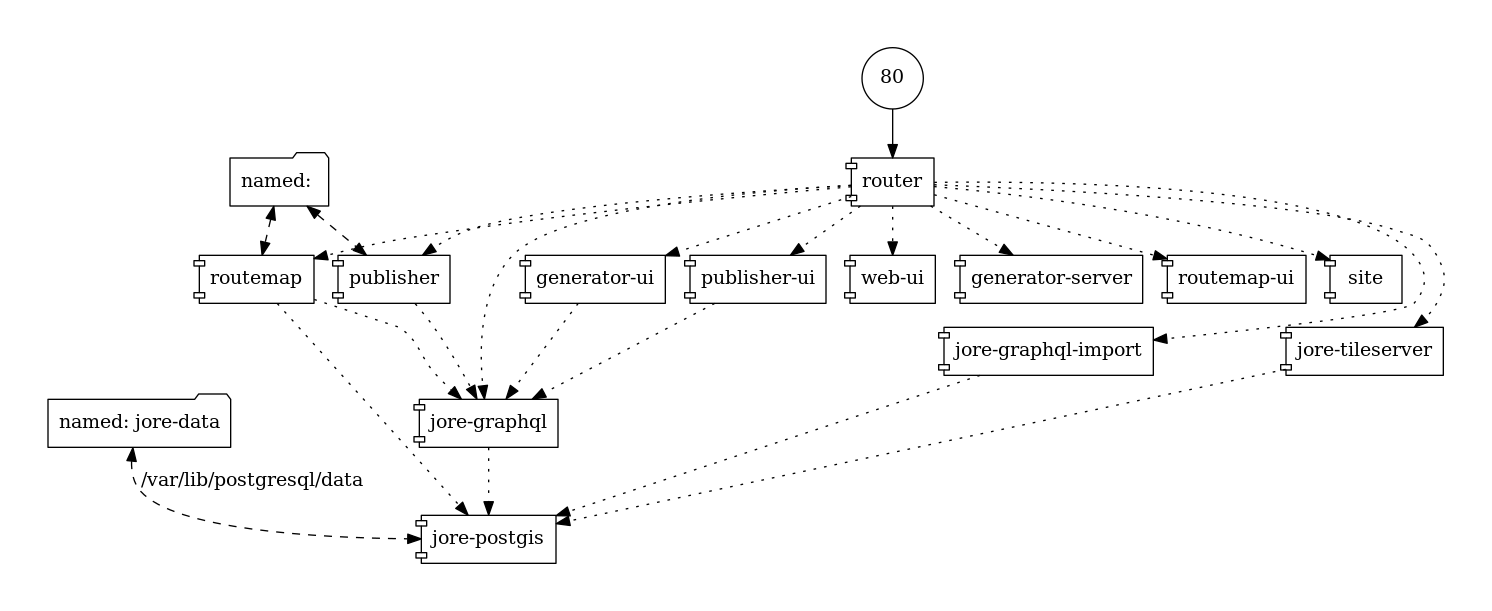 80
named:
router
routemap
publisher
generator-ui
publisher-ui
web-ui
generator-server
routemap-ui
site
jore-graphql-import
jore-tileserver
named: jore-data
jore-graphql
/var/lib/postgresql/data
jore-postgis